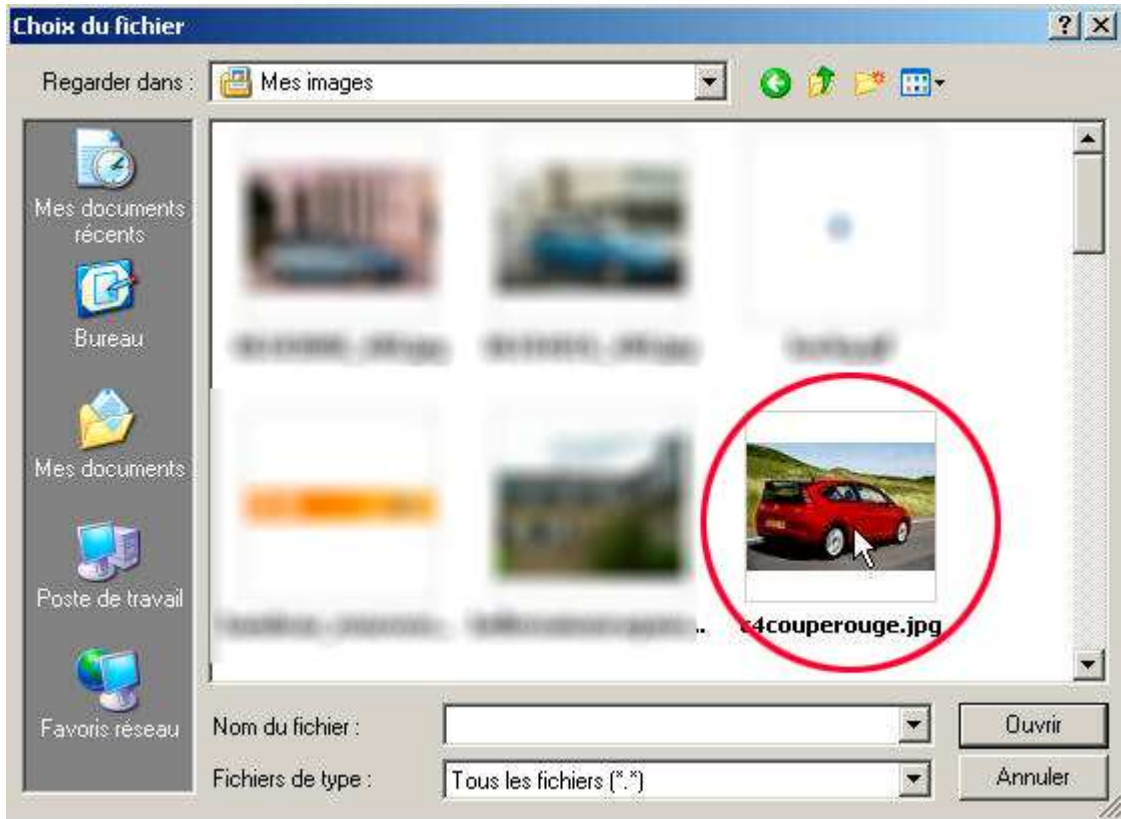 Choix du fichier
Regarder dans :
Mes images
Mes documents
récents
Bureau
Mes documents
Poste de travail
Favoris réseau
c4couperouge.jpg
Nom du fichier :
Ouvrir
Fichiers de type :
Tous les fichiers (*.*)
Annuler